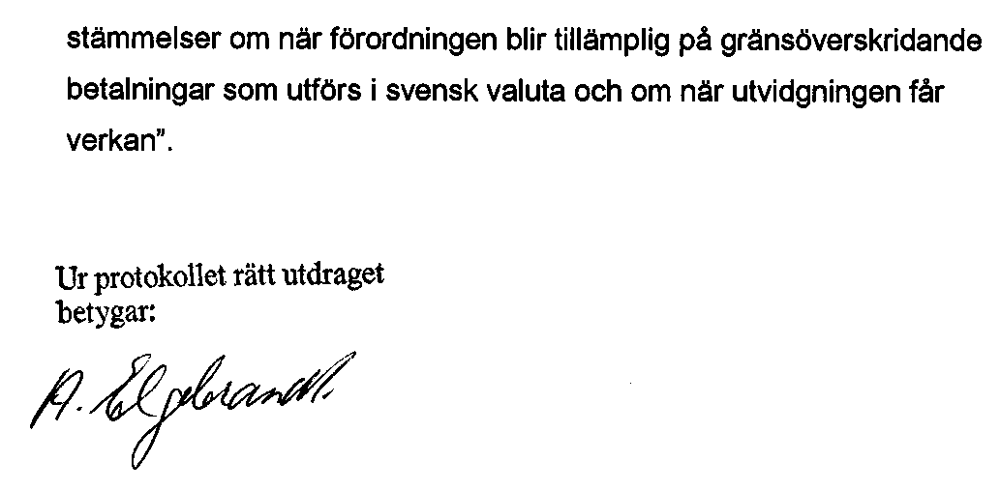 stämmelser om när förordningen blir tillämplig på gränsöverskridande
betalningar som utförs i svensk valuta och om när utvidgningen får
verkan”.
Ur protokollet rätt utdraget
betygar:
A. Elgebrandt.